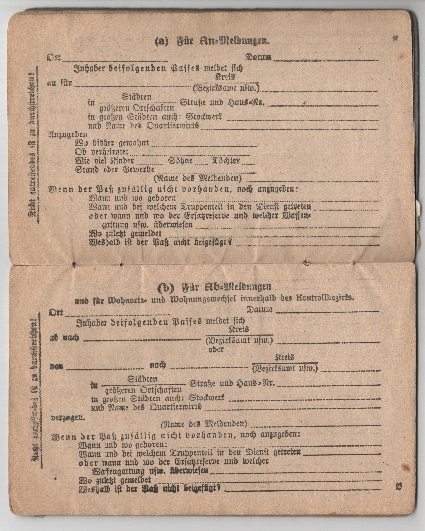 (a) Für An-Meldungen.
Ort Datum
Inhaber beifolgenden Passes meldet sich
Kreis
an für
(Bezirksamt usw.)
Städten
in Straße und Haus-Nr.
größeren Ortschaften
in großen Städten auch: Stockwerk
und Name des Quartierwirts
Anzugeben
Wo bisher gewohnt
Ob verheiratet
Wie viel Kinder Söhne Töchter
Stand oder Gewerbe
(Name des Meldenden)
Wenn der Paß zufällig nicht vorhanden, noch anzugeben:
Wann und wo geboren
Wann und bei welchem Truppenteil in den Dienst getreten
oder wann und wo der Ersatzreserve und welcher Waffen-
gattung usw. überwiesen
Wo zuletzt gemeldet
Weshalb ist der Paß nicht beigefügt?
Nicht zutreffendes ist zu durchstreichen!
(b) Für Ab-Meldungen
und für Wohnorts- und Wohnungswechsel innerhalb des Kontrollbezirks.
Ort Datum
Inhaber beifolgenden Passes meldet sich
Kreis
ab nach
(Bezirksamt usw.)
oder
Kreis
von nach
(Bezirksamt usw.)
Städten
in Straße und Haus-Nr.
größeren Ortschaften
in großen Städten auch: Stockwerk
und Name des Quartierwirts
verzogen.
(Name des Meldenden)
Wenn der Paß zufällig nicht vorhanden, noch anzugeben:
Wann und wo geboren:
Wann und bei welchem Truppenteil in den Dienst getreten
oder wann und wo der Ersatzreserve und welcher
Waffengattung usw. überwiesen
Wo zuletzt gemeldet
Weshalb ist der Paß nicht beigefügt?
Nicht zutreffendes ist zu durchstreichen!